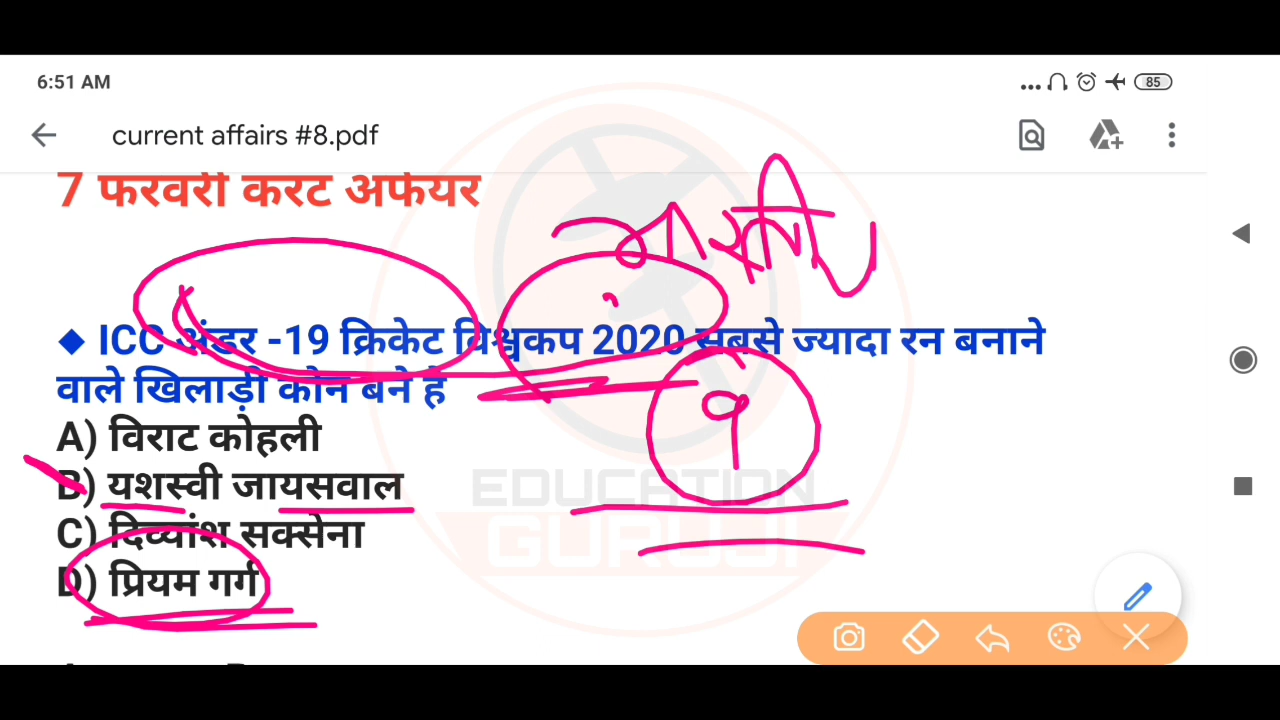 6:51 AM
85
current affairs #8.pdf
7 फरवरी करंट अफेयर
◆ ICC अंडर -19 क्रिकेट विश्वकप 2020 सबसे ज्यादा रन बनाने
वाले खिलाड़ी कोन बने है
A) विराट कोहली
B) यशस्वी जायसवाल
C) दिव्यांश सक्सेना
D) प्रियम गर्ग
EDUCATION
GURUJI